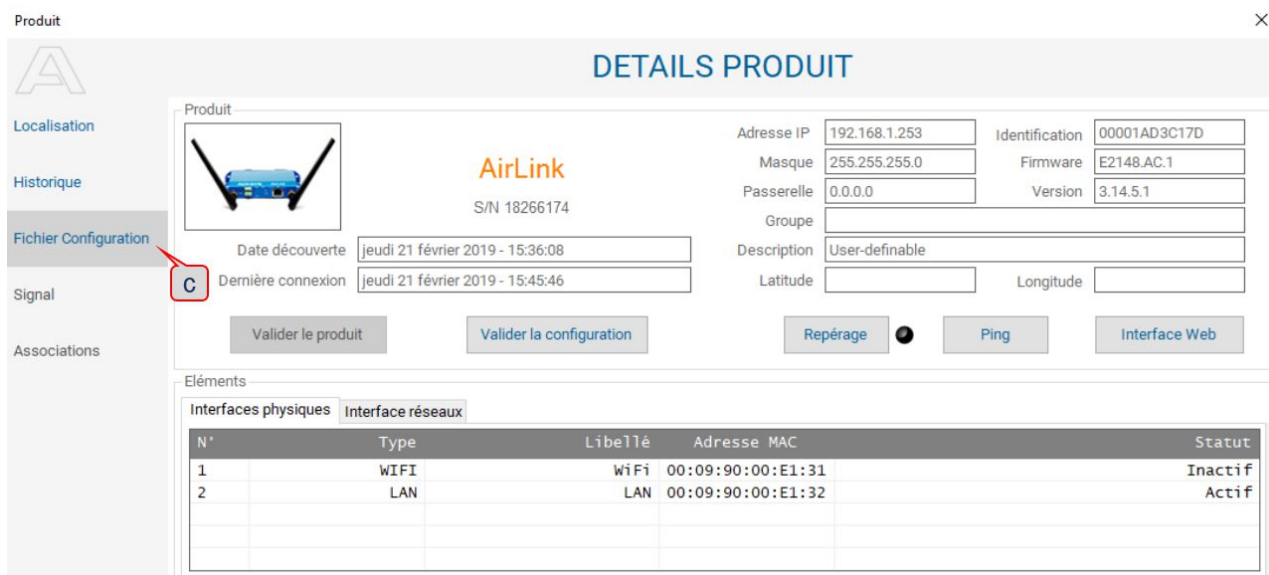 Produit
DETAILS PRODUIT
Localisation
Historique
Fichier Configuration
C
Signal
Associations
Produit
AirLink
S/N 18266174
Date découverte jeudi 21 février 2019 - 15:36:08
Dernière connexion jeudi 21 février 2019 - 15:45:46
Adresse IP 192.168.1.253 Identification 00001AD3C17D
Masque 255.255.255.0 Firmware E2148.AC.1
Passerelle 0.0.0.0 Version 3.14.5.1
Groupe
Description User-definable
Latitude Longitude
Valider le produit Valider la configuration Repérage Ping Interface Web
Eléments
Interfaces physiques Interface réseaux
N° Type Libellé Adresse MAC Statut
1 WIFI WiFi 00:09:90:00:E1:31 Inactif
2 LAN LAN 00:09:90:00:E1:32 Actif